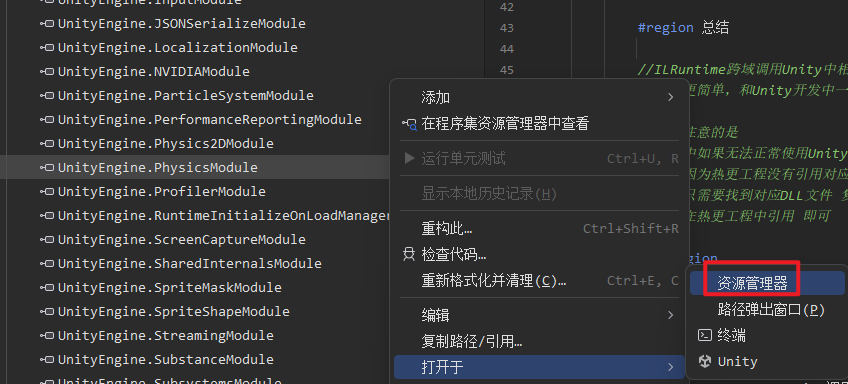 UnityEngine.InputModule
UnityEngine.JSONSerializeModule
UnityEngine.LocalizationModule
UnityEngine.NVIDIAModule
UnityEngine.ParticleSystemModule
UnityEngine.PerformanceReportingModule
UnityEngine.Physics2DModule
UnityEngine.PhysicsModule
UnityEngine.ProfilerModule
UnityEngine.RuntimeInitializeOnLoadManager
UnityEngine.ScreenCaptureModule
UnityEngine.SharedInternalsModule
UnityEngine.SpriteMaskModule
UnityEngine.SpriteShapeModule
UnityEngine.StreamingModule
UnityEngine.SubstanceModule
UnityEngine.SubsystemsModule
添加
在程序集资源管理器中查看
运行单元测试 Ctrl+U, R
显示本地历史记录(H)
重构此… Ctrl+Shift+R
检查代码…
重新格式化并清理(C)… Ctrl+E, C
编辑
复制路径/引用…
打开于
资源管理器
路径弹出窗口(P)
终端
Unity
42
43
44
45
#region 总结
//ILRuntime跨域调用Unity中相
更简单，和Unity开发中一
注意的是
中如果无法正常使用Unity
因为热更工程没有引用对应
只需要找到对应DLL文件 复
在热更工程中引用 即可
gion